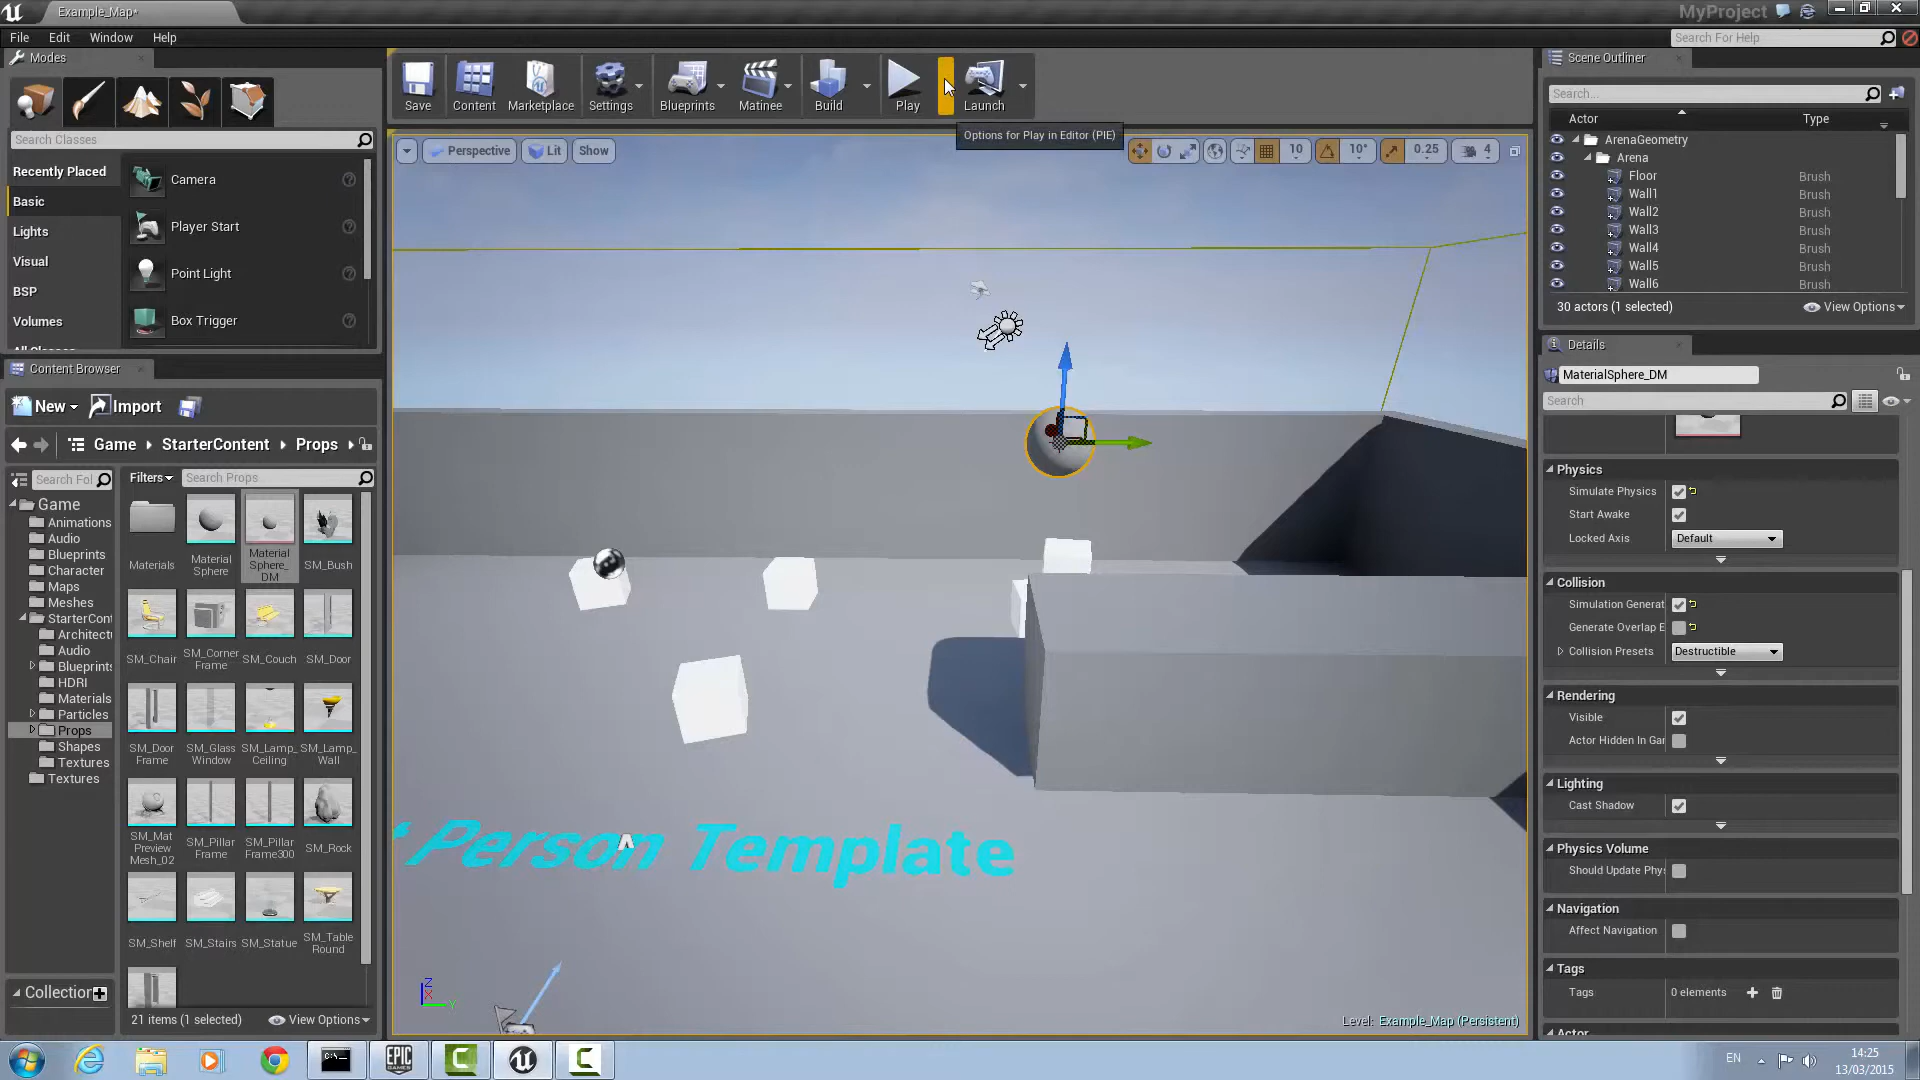 Example_Map*
MyProject
File
Edit
Window
Help
Search For Help
Modes
Search Classes
Recently Placed
Basic
Lights
Visual
BSP
Volumes
Camera
Player Start
Point Light
Box Trigger
Save
Content
Marketplace
Settings
Blueprints
Matinee
Build
Play
Launch
Options for Play in Editor (PIE)
Perspective
Lit
Show
10
10°
0.25
4
Person Template
Z
X
Y
Level: Example_Map (Persistent)
Content Browser
New
Import
Game
StarterContent
Props
Search Fol
Filters
Search Props
Game
Animations
Audio
Blueprints
Character
Maps
Meshes
StarterCont
Architectu
Audio
Blueprints
HDRI
Materials
Particles
Props
Shapes
Textures
Textures
Collection
Materials
Material Sphere
Material Sphere_ DM
SM_Bush
SM_Chair
SM_Corner Frame
SM_Couch
SM_Door
SM_Door Frame
SM_Glass Window
SM_Lamp_ Ceiling
SM_Lamp_ Wall
SM_Mat Preview Mesh_02
SM_Pillar Frame
SM_Pillar Frame300
SM_Rock
SM_Shelf
SM_Stairs
SM_Statue
SM_Table Round
21 items (1 selected)
View Options
Scene Outliner
Search...
Actor
Type
ArenaGeometry
Arena
Floor
Brush
Wall1
Brush
Wall2
Brush
Wall3
Brush
Wall4
Brush
Wall5
Brush
Wall6
Brush
30 actors (1 selected)
View Options
Details
MaterialSphere_DM
Search
Physics
Simulate Physics
Start Awake
Locked Axis
Default
Collision
Simulation Generat
Generate Overlap E
Collision Presets
Destructible
Rendering
Visible
Actor Hidden In Gar
Lighting
Cast Shadow
Physics Volume
Should Update Phys
Navigation
Affect Navigation
Tags
Tags
0 elements
Actor
C:\
EPIC
GAMES
EN
14:25
13/03/2015